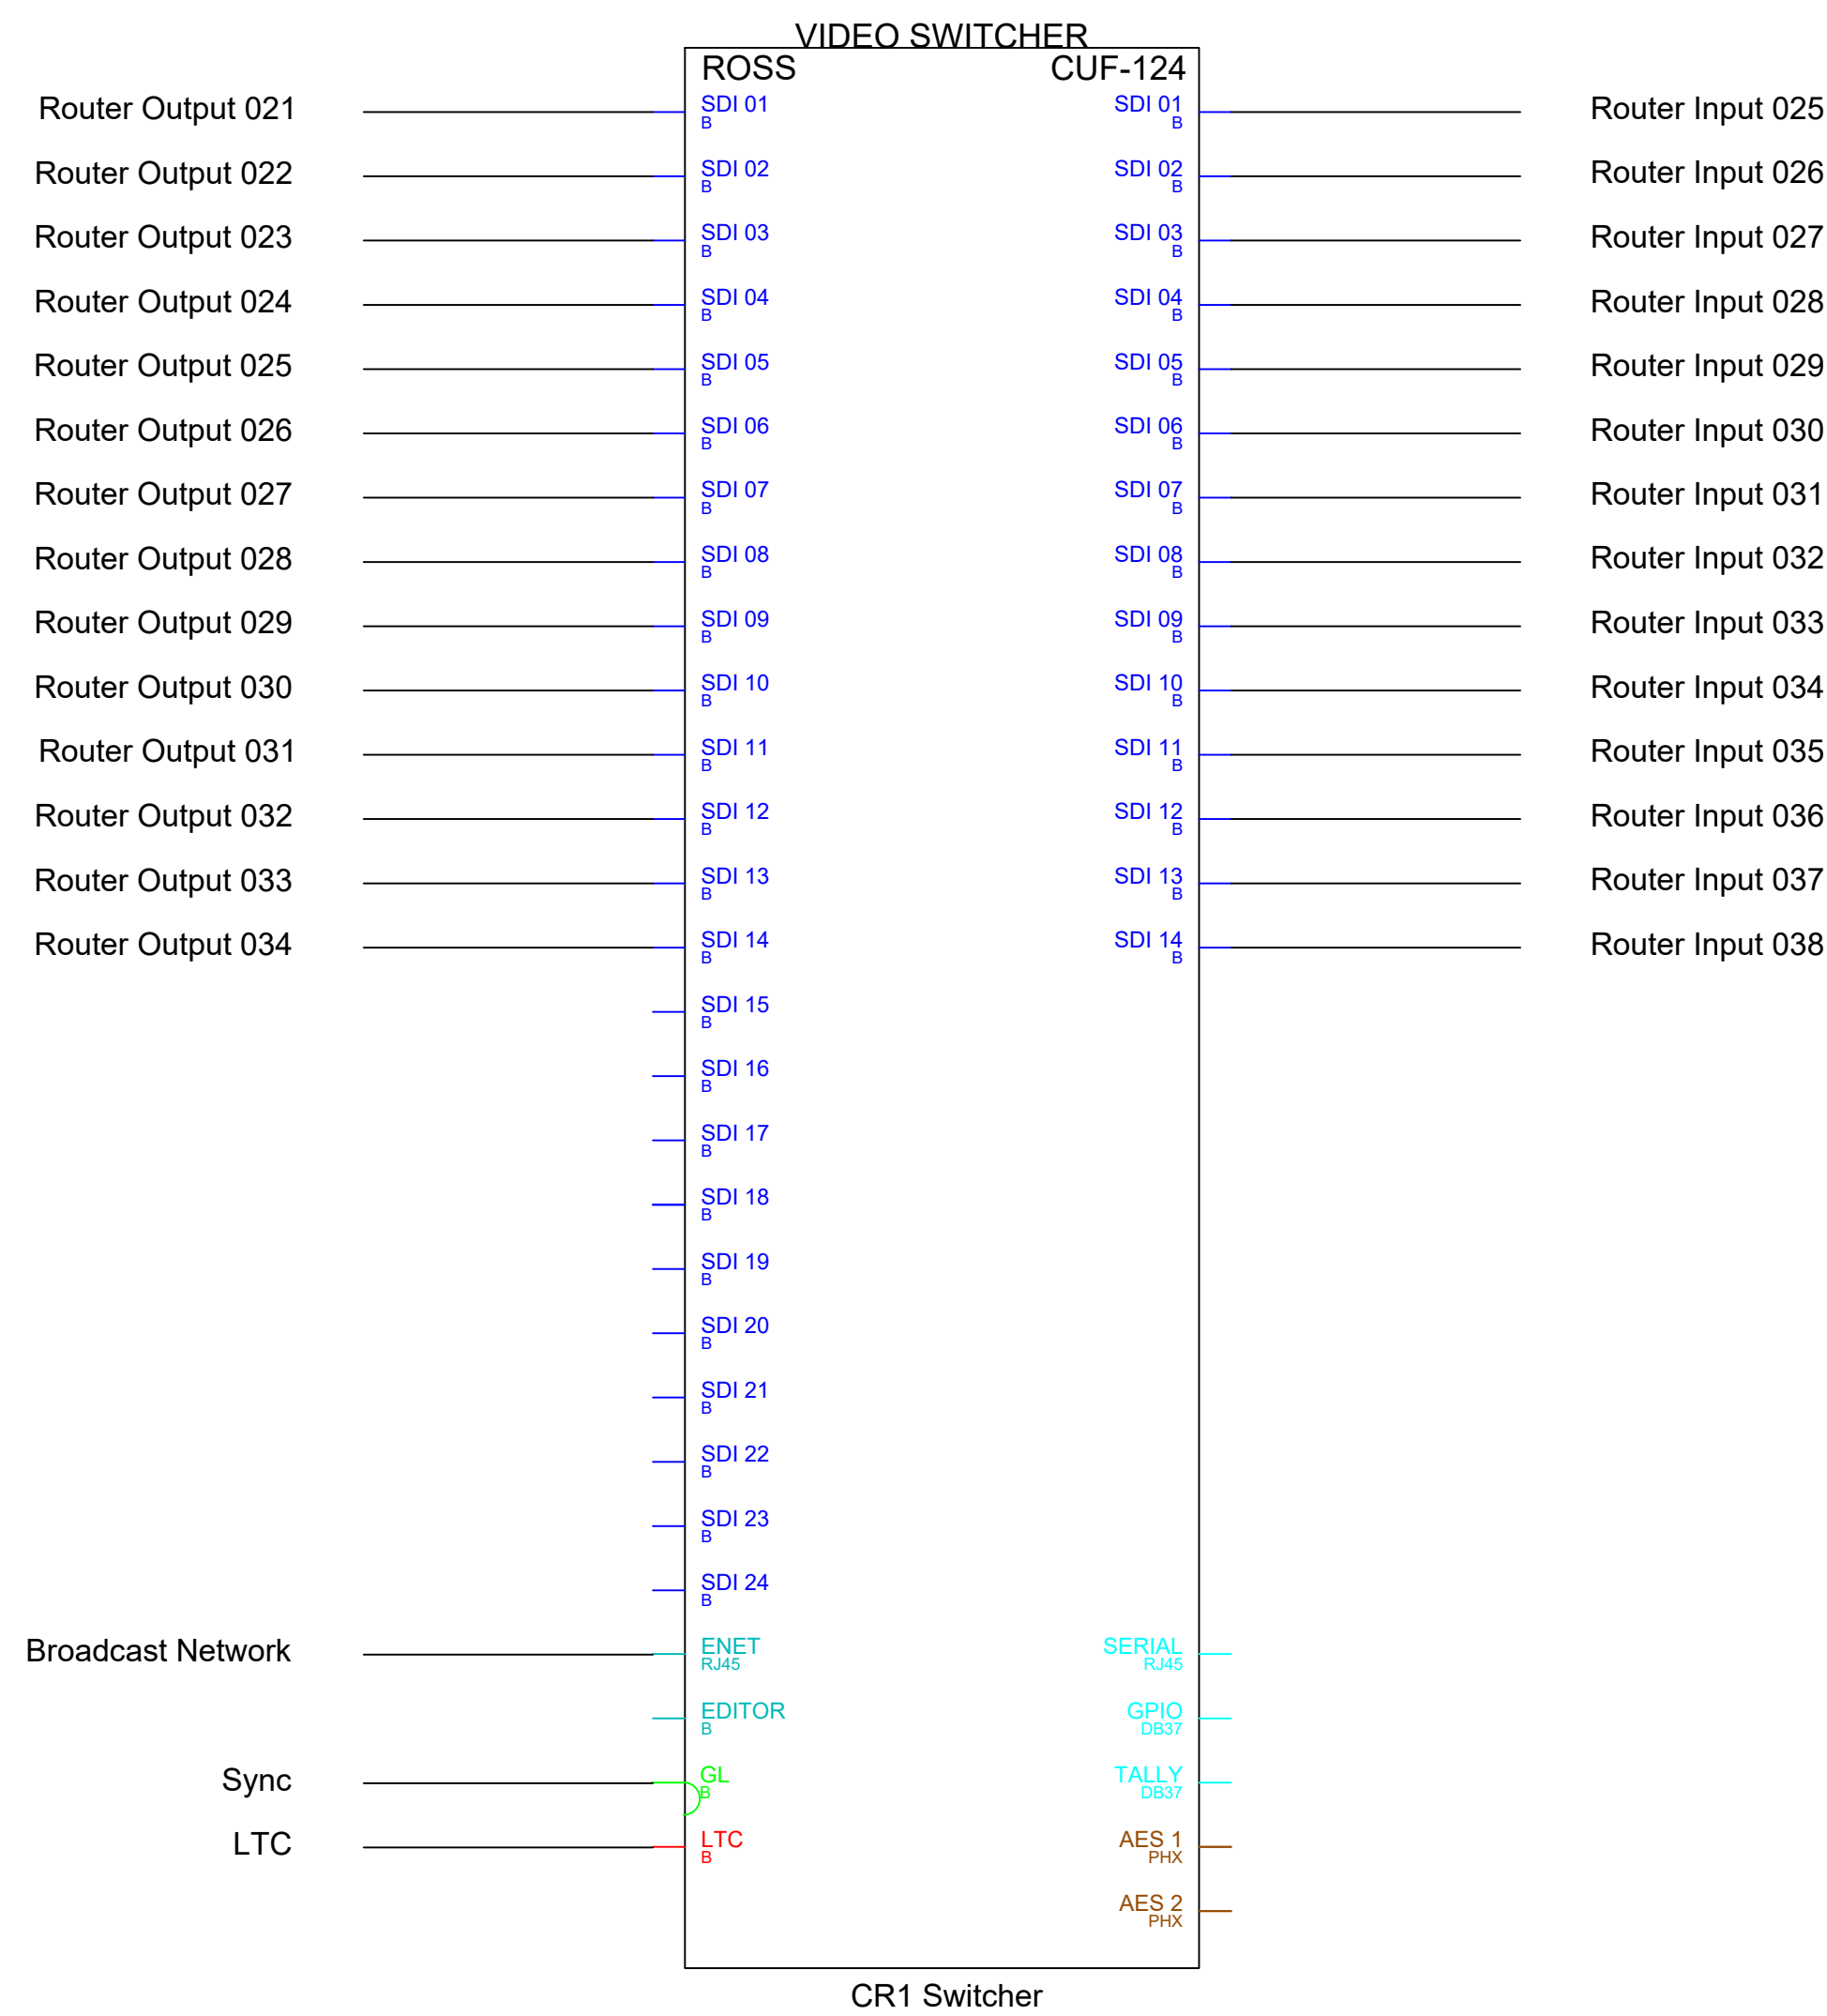 VIDEO SWITCHER
ROSS CUF-124
Router Output 021 SDI 01 SDI 01 Router Input 025
B B
Router Output 022 SDI 02 SDI 02 Router Input 026
B B
Router Output 023 SDI 03 SDI 03 Router Input 027
B B
Router Output 024 SDI 04 SDI 04 Router Input 028
B B
Router Output 025 SDI 05 SDI 05 Router Input 029
B B
Router Output 026 SDI 06 SDI 06 Router Input 030
B B
Router Output 027 SDI 07 SDI 07 Router Input 031
B B
Router Output 028 SDI 08 SDI 08 Router Input 032
B B
Router Output 029 SDI 09 SDI 09 Router Input 033
B B
Router Output 030 SDI 10 SDI 10 Router Input 034
B B
Router Output 031 SDI 11 SDI 11 Router Input 035
B B
Router Output 032 SDI 12 SDI 12 Router Input 036
B B
Router Output 033 SDI 13 SDI 13 Router Input 037
B B
Router Output 034 SDI 14 SDI 14 Router Input 038
B B
SDI 15
B
SDI 16
B
SDI 17
B
SDI 18
B
SDI 19
B
SDI 20
B
SDI 21
B
SDI 22
B
SDI 23
B
SDI 24
B
Broadcast Network ENET SERIAL
RJ45 RJ45
EDITOR GPIO
B DB37
Sync GL TALLY
B DB37
LTC LTC AES 1
B PHX
AES 2
PHX
CR1 Switcher